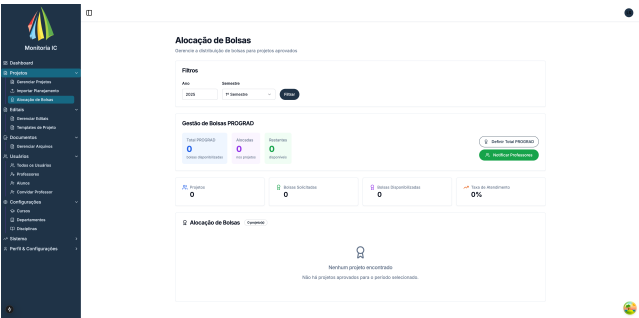 Monitoria IC
Dashboard
Projetos
Gerenciar Projetos
Importar Planejamento
Alocação de Bolsas
Editais
Gerenciar Editais
Templates de Projeto
Documentos
Gerenciar Arquivos
Usuários
Todos os Usuários
Professores
Alunos
Convidar Professor
Configurações
Cursos
Departamentos
Disciplinas
Sistema
Perfil & Configurações
Alocação de Bolsas
Gerencie a distribuição de bolsas para projetos aprovados
Filtros
Ano Semestre
2025 1º Semestre Filtrar
Gestão de Bolsas PROGRAD
Total PROGRAD Alocadas Restantes
0 0 0
bolsas disponibilizadas nos projetos disponíveis
Definir Total PROGRAD
Notificar Professores
Projetos Bolsas Solicitadas Bolsas Disponibilizadas Taxa de Atendimento
0 0 0 0%
Alocação de Bolsas 0 projeto(s)
Nenhum projeto encontrado
Não há projetos aprovados para o período selecionado.